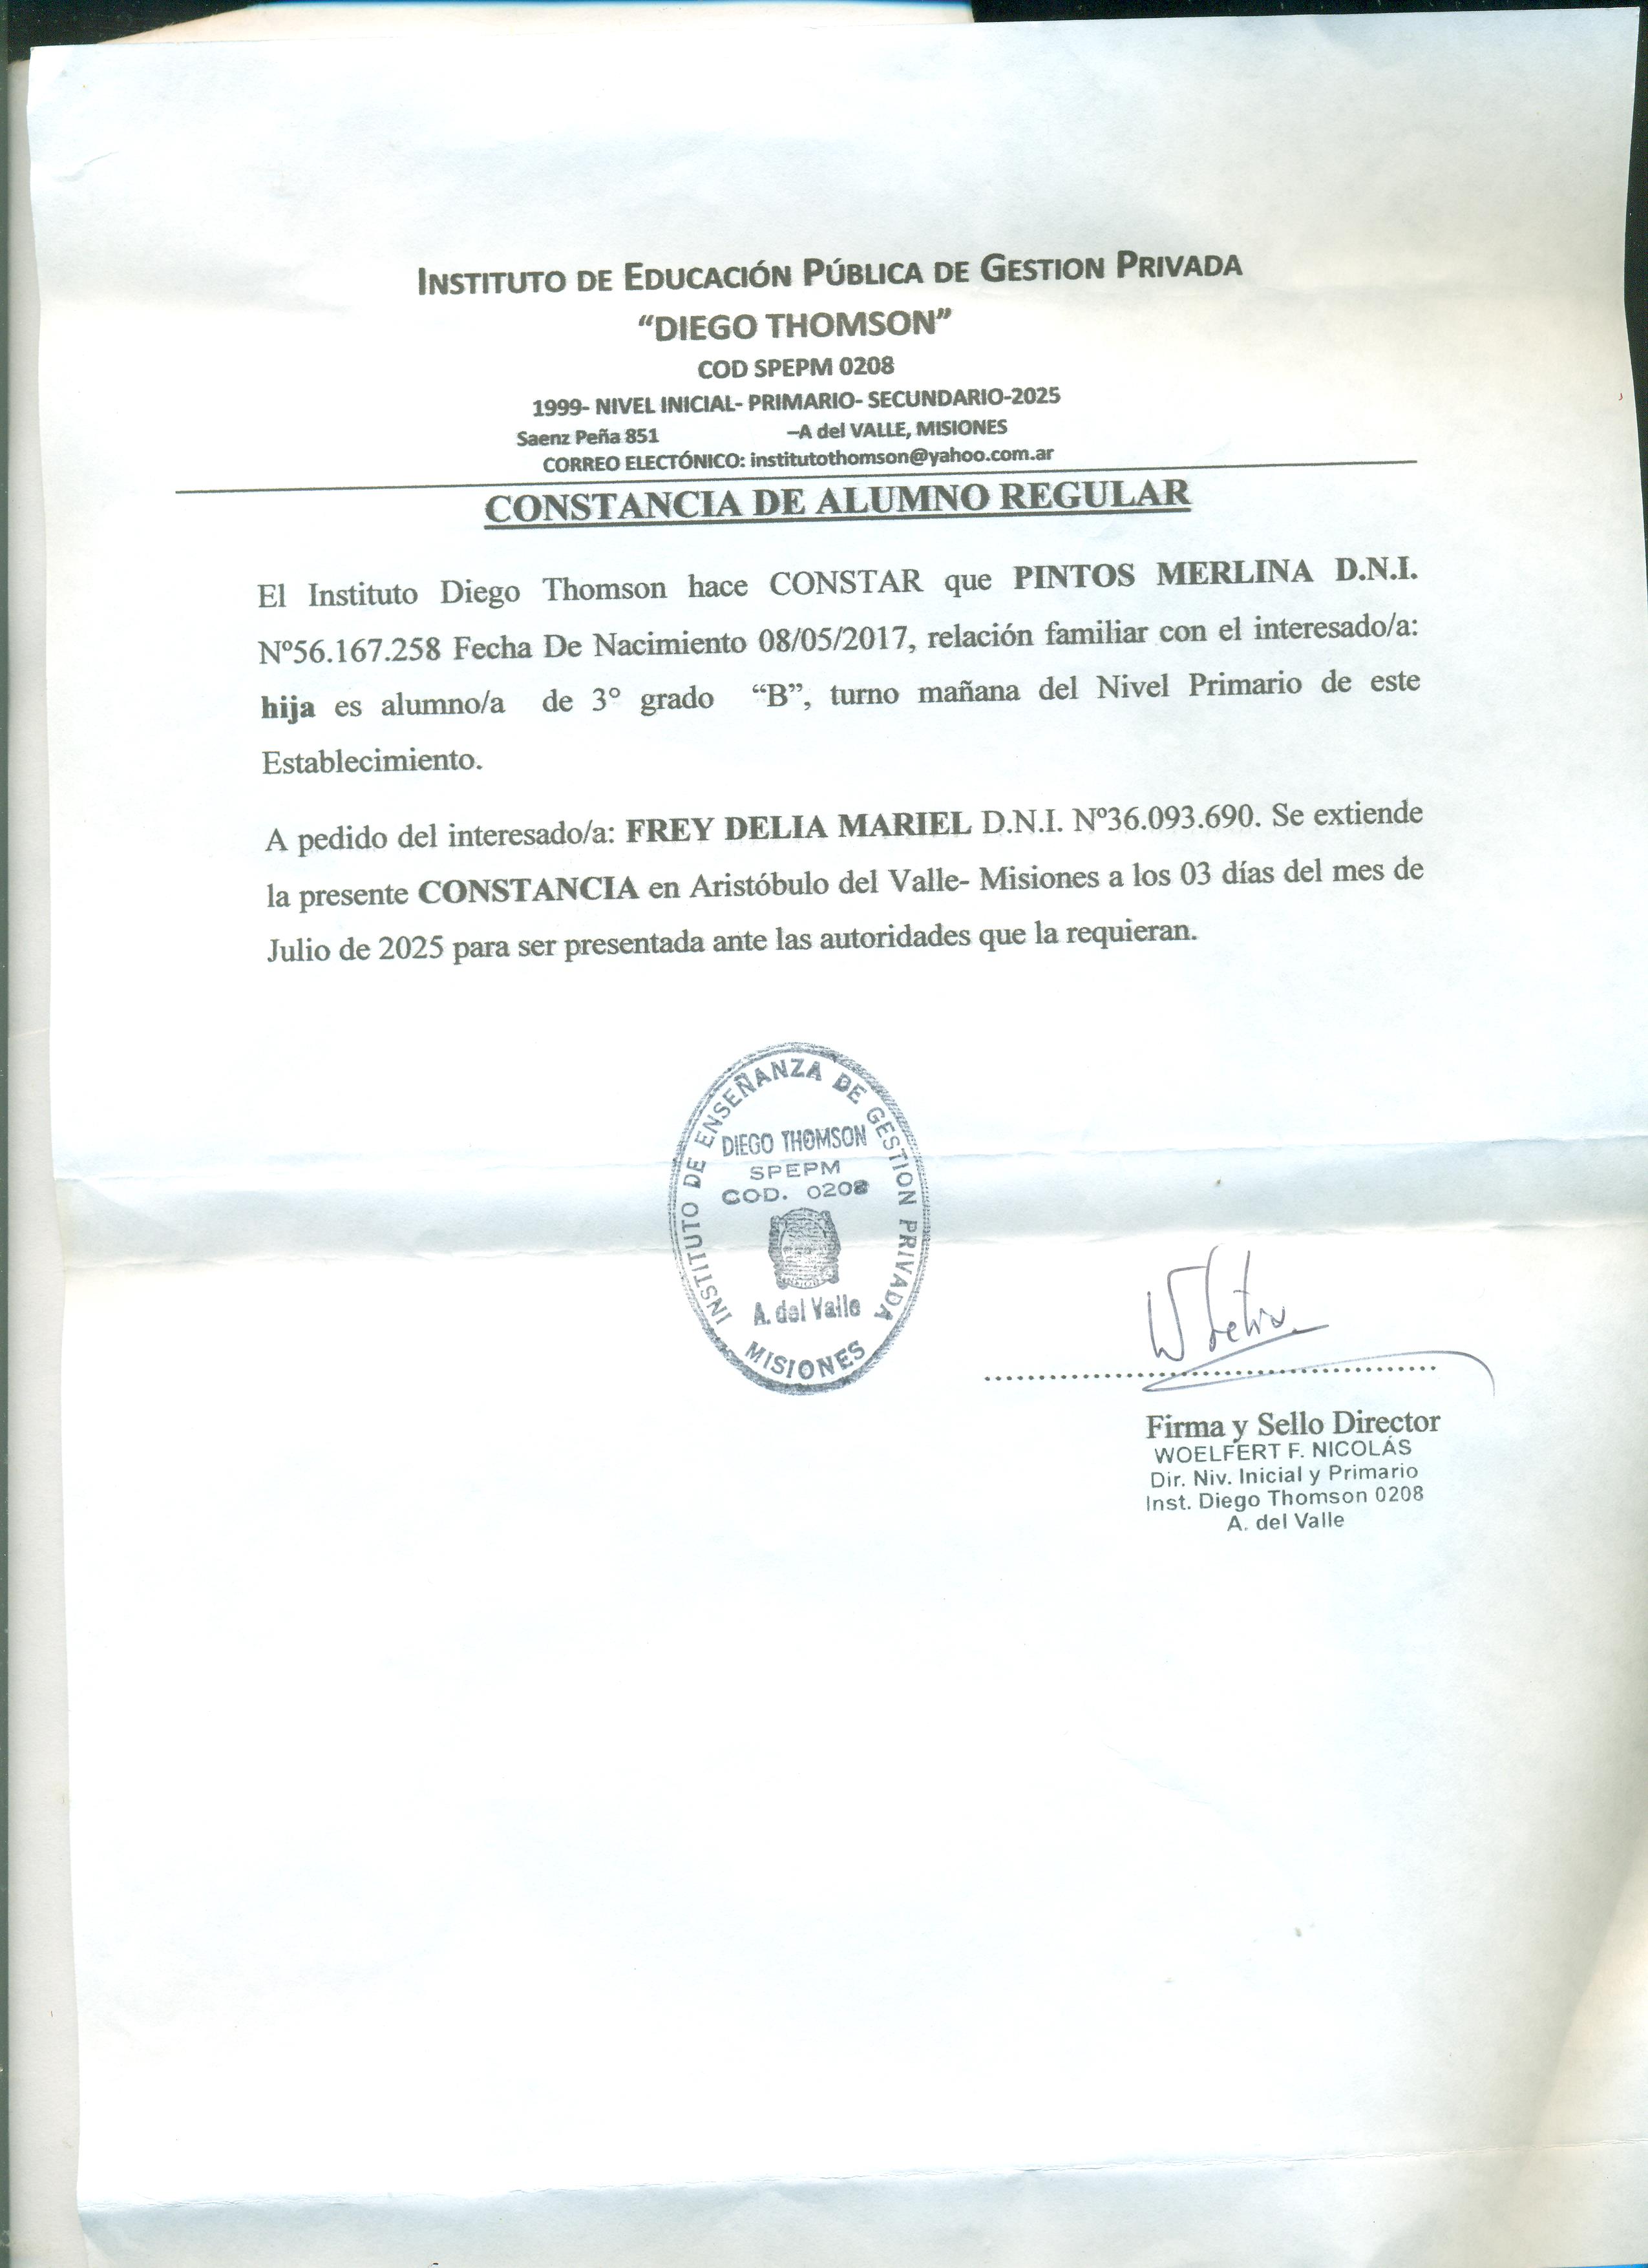 INSTITUTO DE EDUCACIÓN PÚBLICA DE GESTION PRIVADA
“DIEGO THOMSON”
COD SPEPM 0208
1999- NIVEL INICIAL- PRIMARIO- SECUNDARIO-2025
Saenz Peña 851 –A del VALLE, MISIONES
CORREO ELECTÓNICO: institutothomson@yahoo.com.ar
CONSTANCIA DE ALUMNO REGULAR
El Instituto Diego Thomson hace CONSTAR que PINTOS MERLINA D.N.I.
Nº56.167.258 Fecha De Nacimiento 08/05/2017, relación familiar con el interesado/a:
hija es alumno/a de 3° grado “B”, turno mañana del Nivel Primario de este
Establecimiento.
A pedido del interesado/a: FREY DELIA MARIEL D.N.I. Nº36.093.690. Se extiende
la presente CONSTANCIA en Aristóbulo del Valle- Misiones a los 03 días del mes de
Julio de 2025 para ser presentada ante las autoridades que la requieran.
INSTITUTO DE ENSEÑANZA DE GESTION PRIVADA
DIEGO THOMSON
SPEPM
COD. 0208
A. del Valle
MISIONES
Firma y Sello Director
WOELFERT F. NICOLÁS
Dir. Niv. Inicial y Primario
Inst. Diego Thomson 0208
A. del Valle